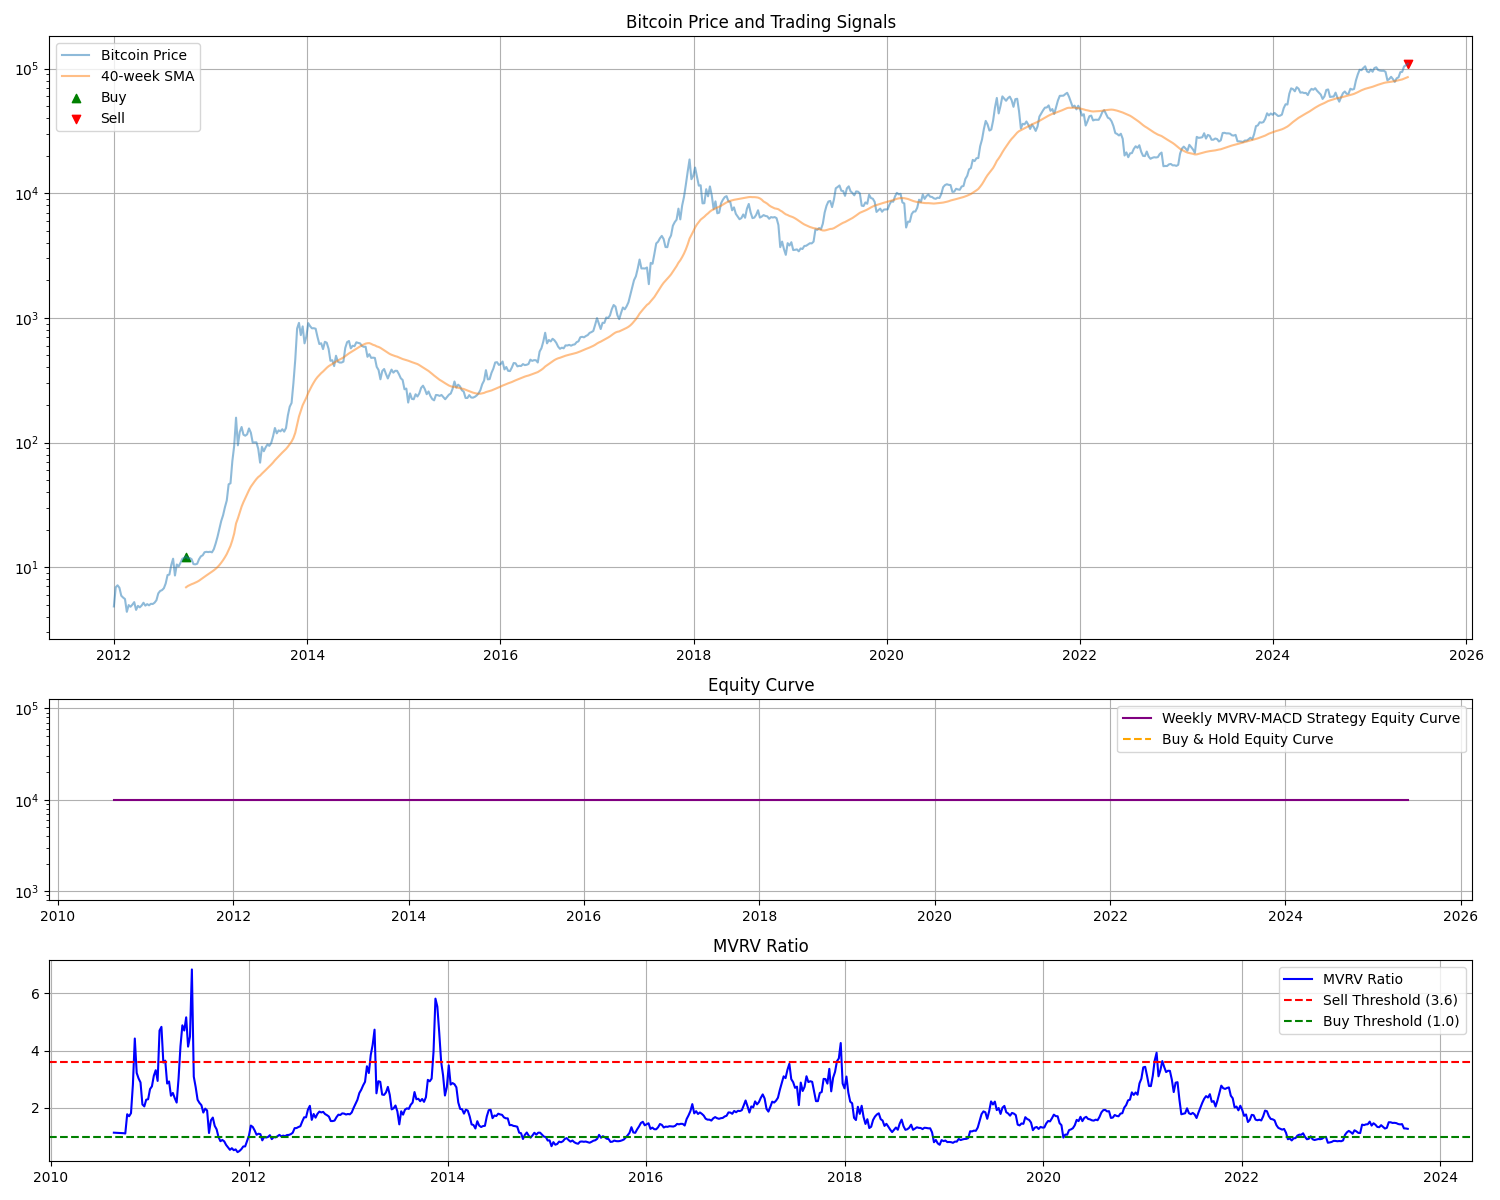 Bitcoin Price and Trading Signals
Bitcoin Price
40-week SMA
Buy
Sell
10^5
10^4
10^3
10^2
10^1
2012 2014 2016 2018 2020 2022 2024 2026
Equity Curve
Weekly MVRV-MACD Strategy Equity Curve
Buy & Hold Equity Curve
10^5
10^4
10^3
2010 2012 2014 2016 2018 2020 2022 2024 2026
MVRV Ratio
MVRV Ratio
Sell Threshold (3.6)
Buy Threshold (1.0)
6
4
2
2010 2012 2014 2016 2018 2020 2022 2024